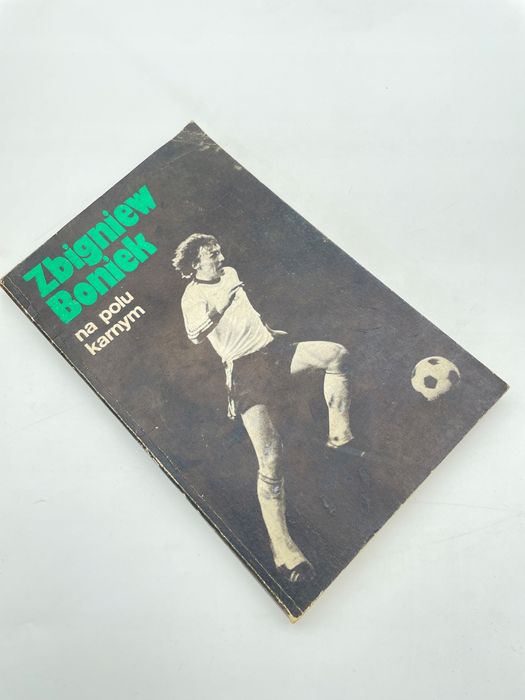 Zbigniew
Boniek
na polu
karnym